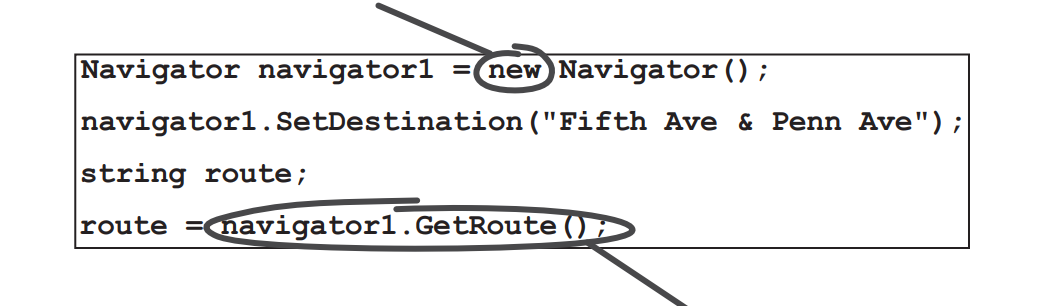 Navigator navigator1 = new Navigator();
navigator1.SetDestination("Fifth Ave & Penn Ave");
string route;
route = navigator1.GetRoute();